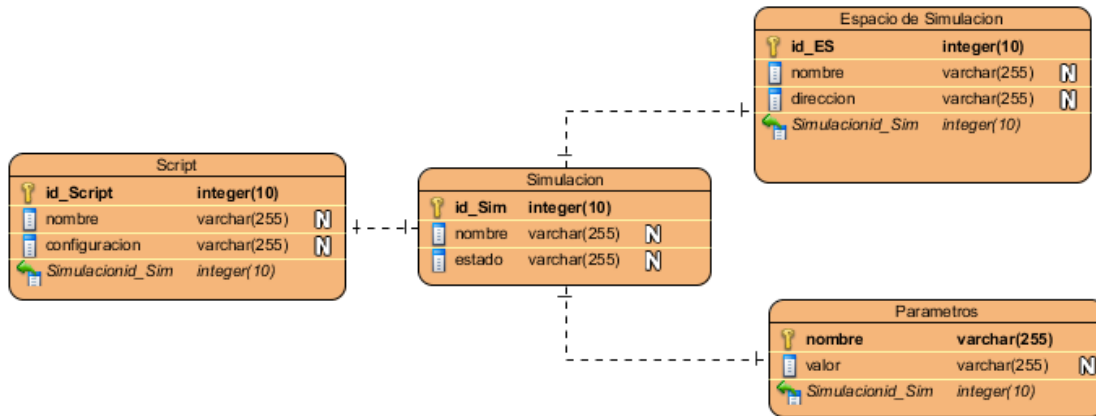 Espacio de Simulacion
id_ES integer(10)
nombre varchar(255) N
direccion varchar(255) N
Simulacionid_Sim integer(10)
Script
id_Script integer(10)
nombre varchar(255) N
configuracion varchar(255) N
Simulacionid_Sim integer(10)
Simulacion
id_Sim integer(10)
nombre varchar(255) N
estado varchar(255) N
Parametros
nombre varchar(255)
valor varchar(255) N
Simulacionid_Sim integer(10)